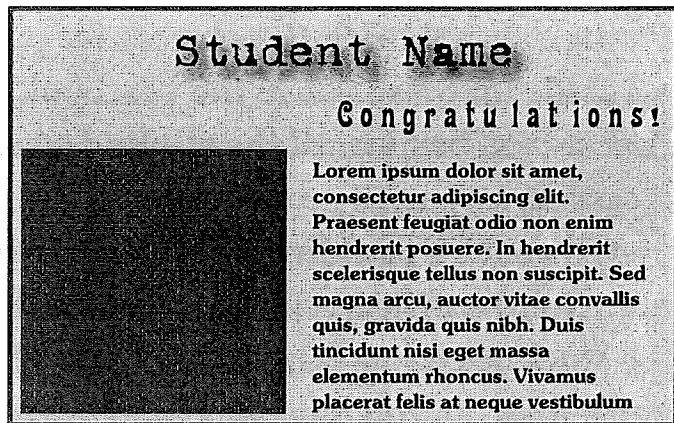 Student Name
Congratulations!
Lorem ipsum dolor sit amet,
consectetur adipiscing elit.
Praesent feugiat odio non enim
hendrerit posuere. In hendrerit
scelerisque tellus non suscipit. Sed
magna arcu, auctor vitae convallis
quis, gravida quis nibh. Duis
tincidunt nisi eget massa
elementum rhoncus. Vivamus
placerat felis at neque vestibulum